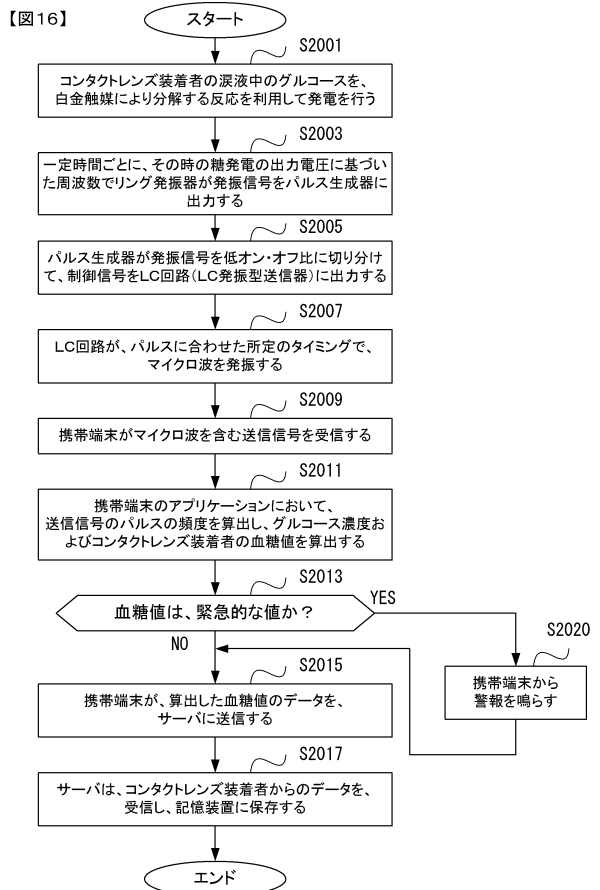 【図16】
スタート
S2001
コンタクトレンズ装着者の涙液中のグルコースを、
白金触媒により分解する反応を利用して発電を行う
S2003
一定時間ごとに、その時の糖発電の出力電圧に基づい
た周波数でリング発振器が発振信号をパルス生成器に
出力する
S2005
パルス生成器が発振信号を低オン・オフ比に切り分け
て、制御信号をLC回路(LC発振型送信器)に出力する
S2007
LC回路が、パルスに合わせた所定のタイミングで、
マイクロ波を発振する
S2009
携帯端末がマイクロ波を含む送信信号を受信する
S2011
携帯端末のアプリケーションにおいて、
送信信号のパルスの頻度を算出し、グルコース濃度お
よびコンタクトレンズ装着者の血糖値を算出する
S2013
血糖値は、緊急的な値か?
YES
NO
S2020
携帯端末から
警報を鳴らす
S2015
携帯端末が、算出した血糖値のデータを、
サーバに送信する
S2017
サーバは、コンタクトレンズ装着者からのデータを、
受信し、記憶装置に保存する
エンド